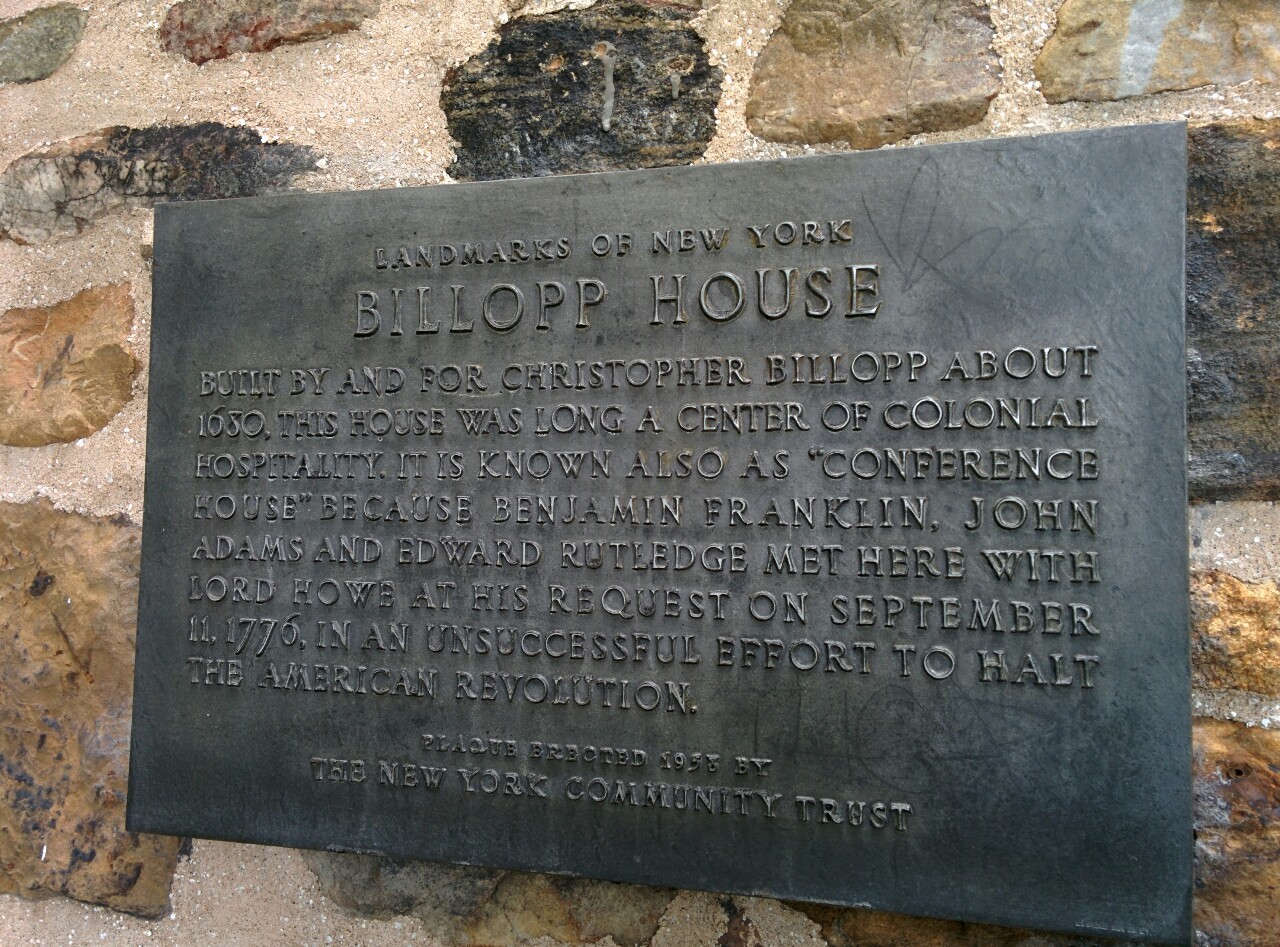 LANDMARKS OF NEW YORK
BILLOPP HOUSE
BUILT BY AND FOR CHRISTOPHER BILLOPP ABOUT
1680, THIS HOUSE WAS LONG A CENTER OF COLONIAL
HOSPITALITY. IT IS KNOWN ALSO AS "CONFERENCE
HOUSE" BECAUSE BENJAMIN FRANKLIN, JOHN
ADAMS AND EDWARD RUTLEDGE MET HERE WITH
LORD HOWE AT HIS REQUEST ON SEPTEMBER
11, 1776, IN AN UNSUCCESSFUL EFFORT TO HALT
THE AMERICAN REVOLUTION.
PLAQUE ERECTED 1958 BY
THE NEW YORK COMMUNITY TRUST